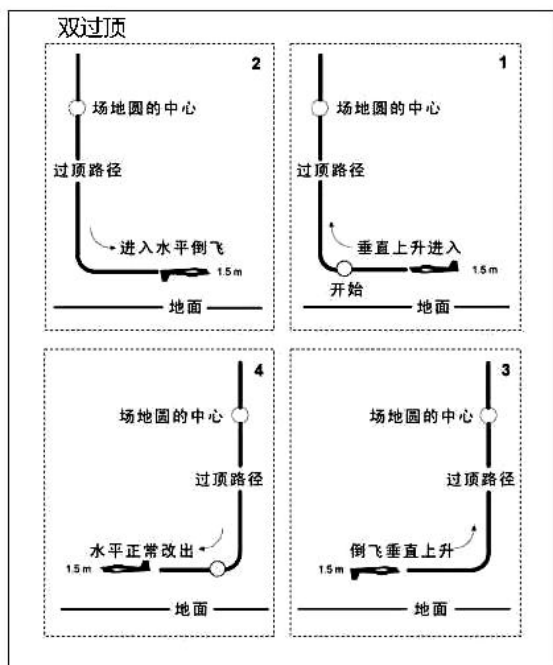 双过顶
2
场地圆的中心
过顶路径
进入水平倒飞
1.5 m
地面
1
场地圆的中心
过顶路径
垂直上升进入
1.5 m
开始
地面
4
场地圆的中心
过顶路径
水平正常改出
1.5 m
地面
3
场地圆的中心
过顶路径
倒飞垂直上升
1.5 m
地面